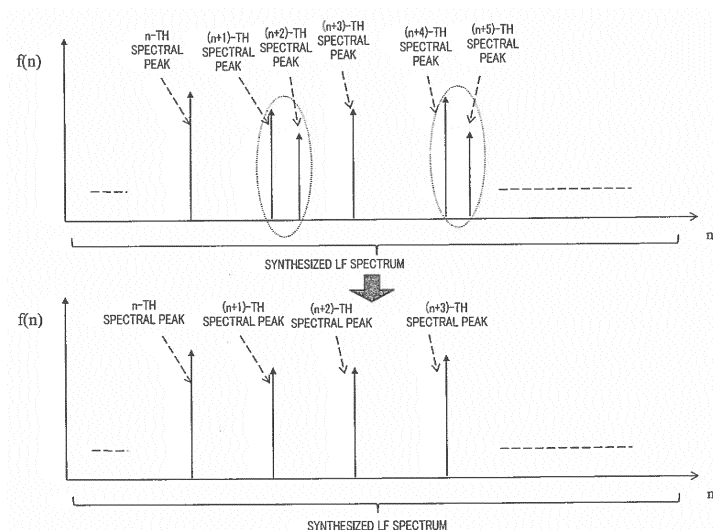 f(n)
n-TH
SPECTRAL
PEAK
(n+1)-TH
SPECTRAL
PEAK
(n+2)-TH
SPECTRAL
PEAK
(n+3)-TH
SPECTRAL
PEAK
(n+4)-TH
SPECTRAL
PEAK
(n+5)-TH
SPECTRAL
PEAK
n
SYNTHESIZED LF SPECTRUM
f(n)
n-TH
SPECTRAL PEAK
(n+1)-TH
SPECTRAL PEAK
(n+2)-TH
SPECTRAL PEAK
(n+3)-TH
SPECTRAL PEAK
n
SYNTHESIZED LF SPECTRUM